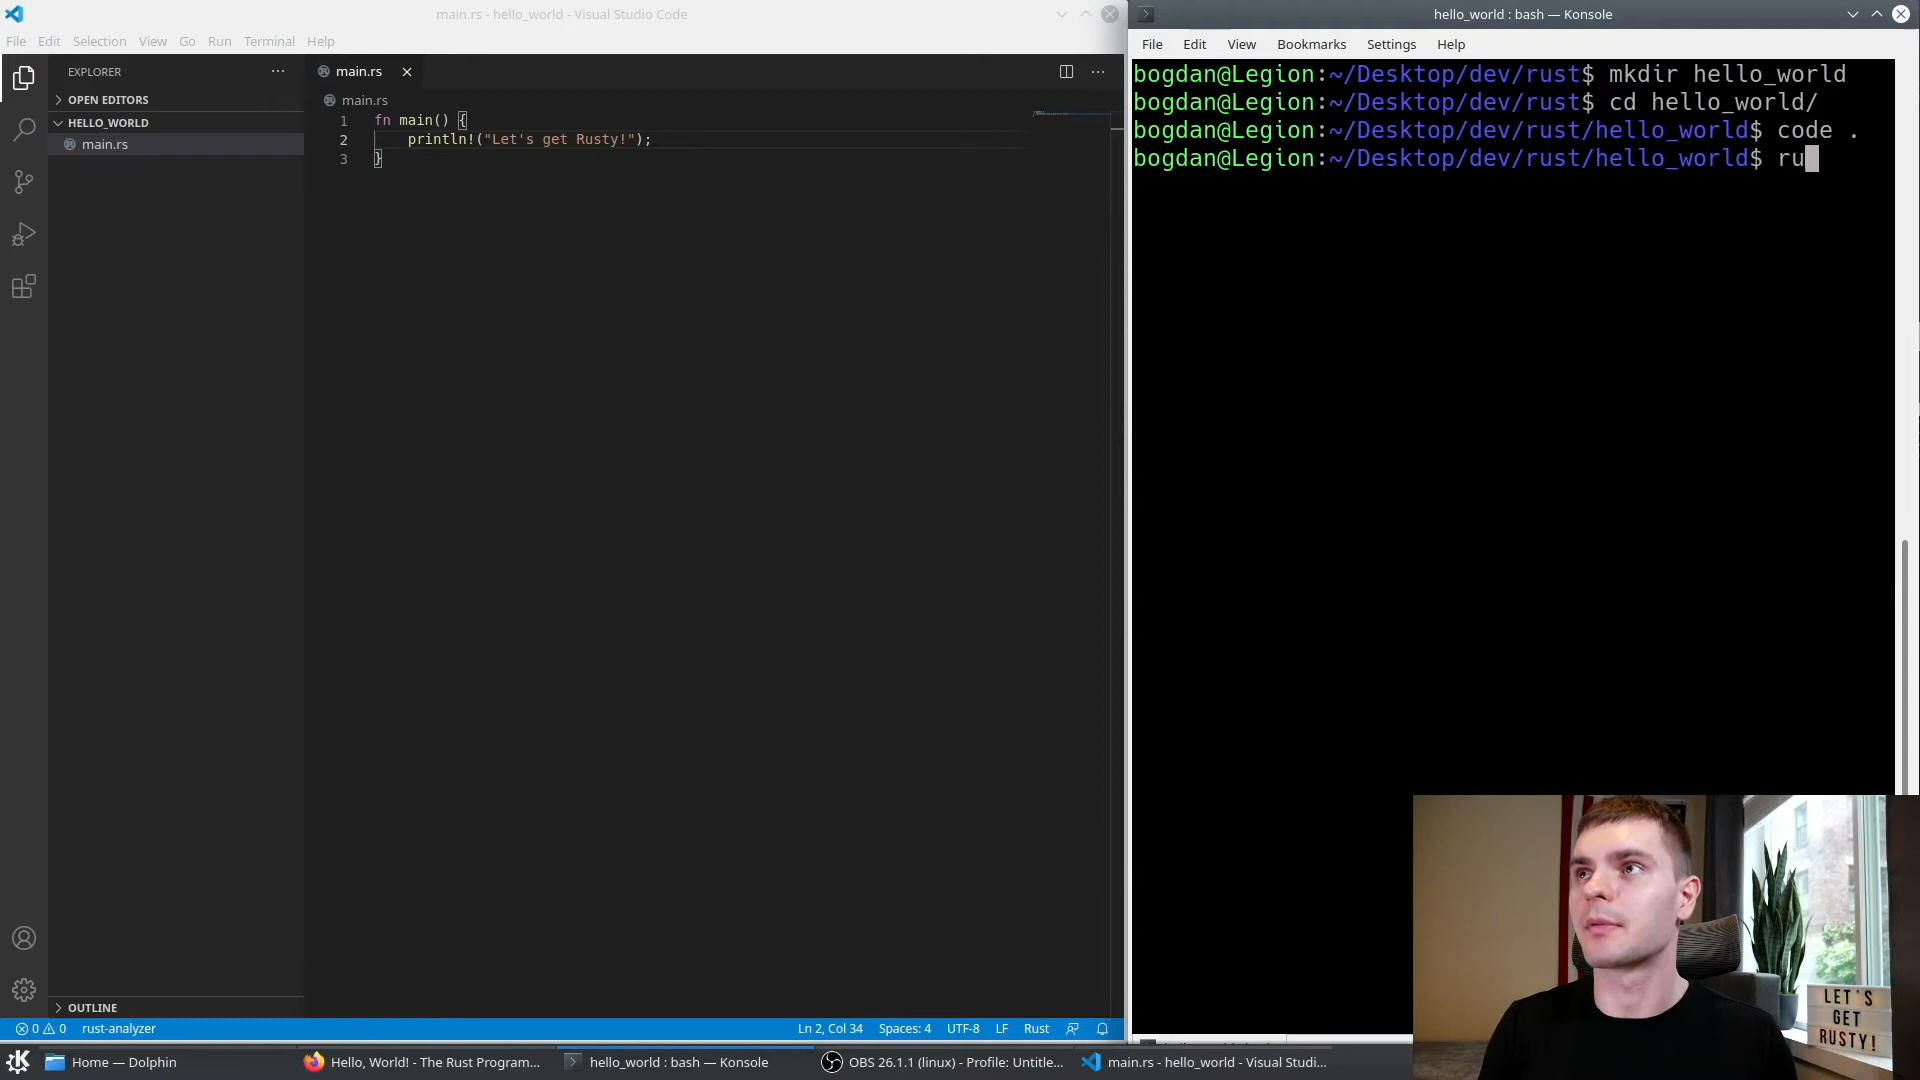 main.rs - hello_world - Visual Studio Code
File Edit Selection View Go Run Terminal Help
EXPLORER
OPEN EDITORS
HELLO_WORLD
main.rs
main.rs
main.rs
1 fn main() {
2 println!("Let's get Rusty!");
3 }
OUTLINE
0 0 rust-analyzer
Ln 2, Col 34 Spaces: 4 UTF-8 LF Rust
hello_world : bash — Konsole
File Edit View Bookmarks Settings Help
bogdan@Legion:~/Desktop/dev/rust$ mkdir hello_world
bogdan@Legion:~/Desktop/dev/rust$ cd hello_world/
bogdan@Legion:~/Desktop/dev/rust/hello_world$ code .
bogdan@Legion:~/Desktop/dev/rust/hello_world$ ru
LET'S
GET
RUSTY!
Home — Dolphin
Hello, World! - The Rust Program...
hello_world : bash — Konsole
OBS 26.1.1 (linux) - Profile: Untitle...
main.rs - hello_world - Visual Studi...